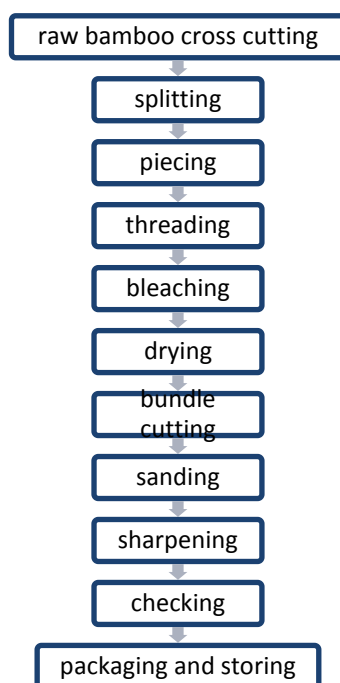 raw bamboo cross cutting
splitting
piecing
threading
bleaching
drying
bundle
cutting
sanding
sharpening
checking
packaging and storing